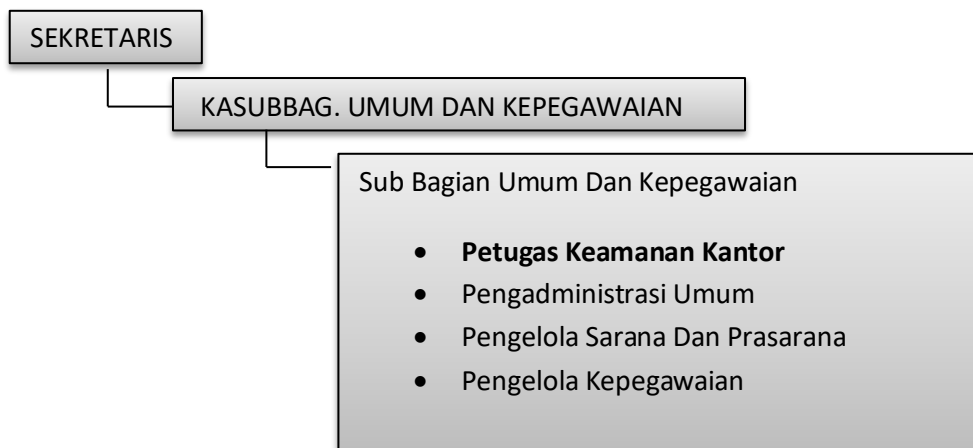 SEKRETARIS
KASUBBAG. UMUM DAN KEPEGAWAIAN
Sub Bagian Umum Dan Kepegawaian
• Petugas Keamanan Kantor
• Pengadministrasi Umum
• Pengelola Sarana Dan Prasarana
• Pengelola Kepegawaian